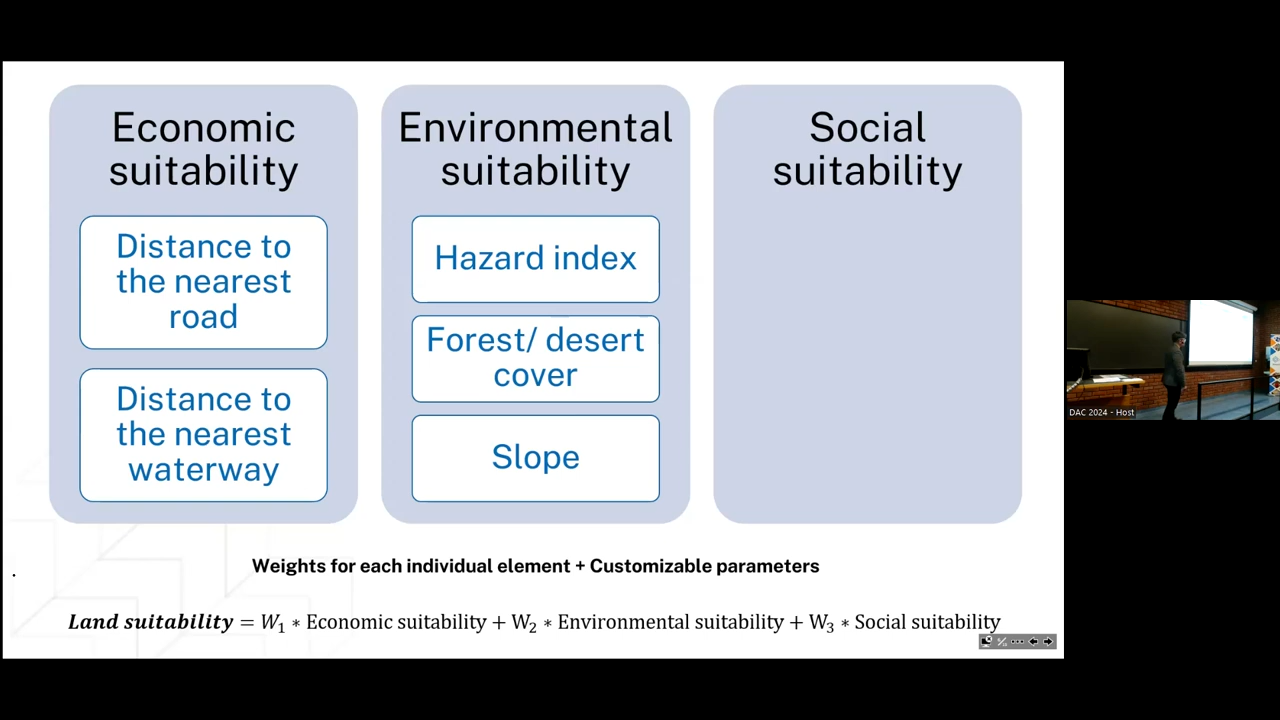 Economic
suitability
Distance to
the nearest
road
Distance to
the nearest
waterway
Environmental
suitability
Hazard index
Forest/ desert
cover
Slope
Social
suitability
Weights for each individual element + Customizable parameters
Land suitability = W₁ * Economic suitability + W₂ * Environmental suitability + W₃ * Social suitability
DAC 2024 - Host